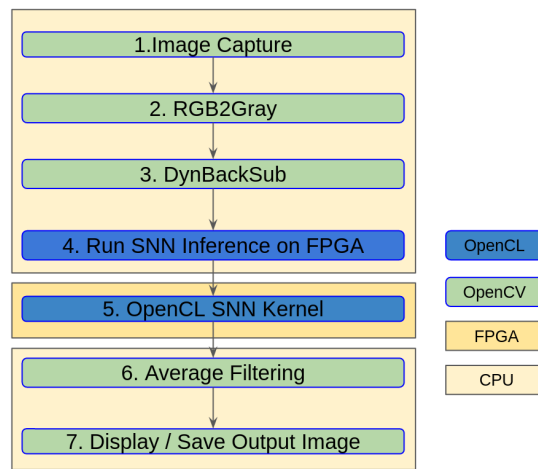 1.Image Capture
2. RGB2Gray
3. DynBackSub
4. Run SNN Inference on FPGA
5. OpenCL SNN Kernel
6. Average Filtering
7. Display / Save Output Image
OpenCL
OpenCV
FPGA
CPU